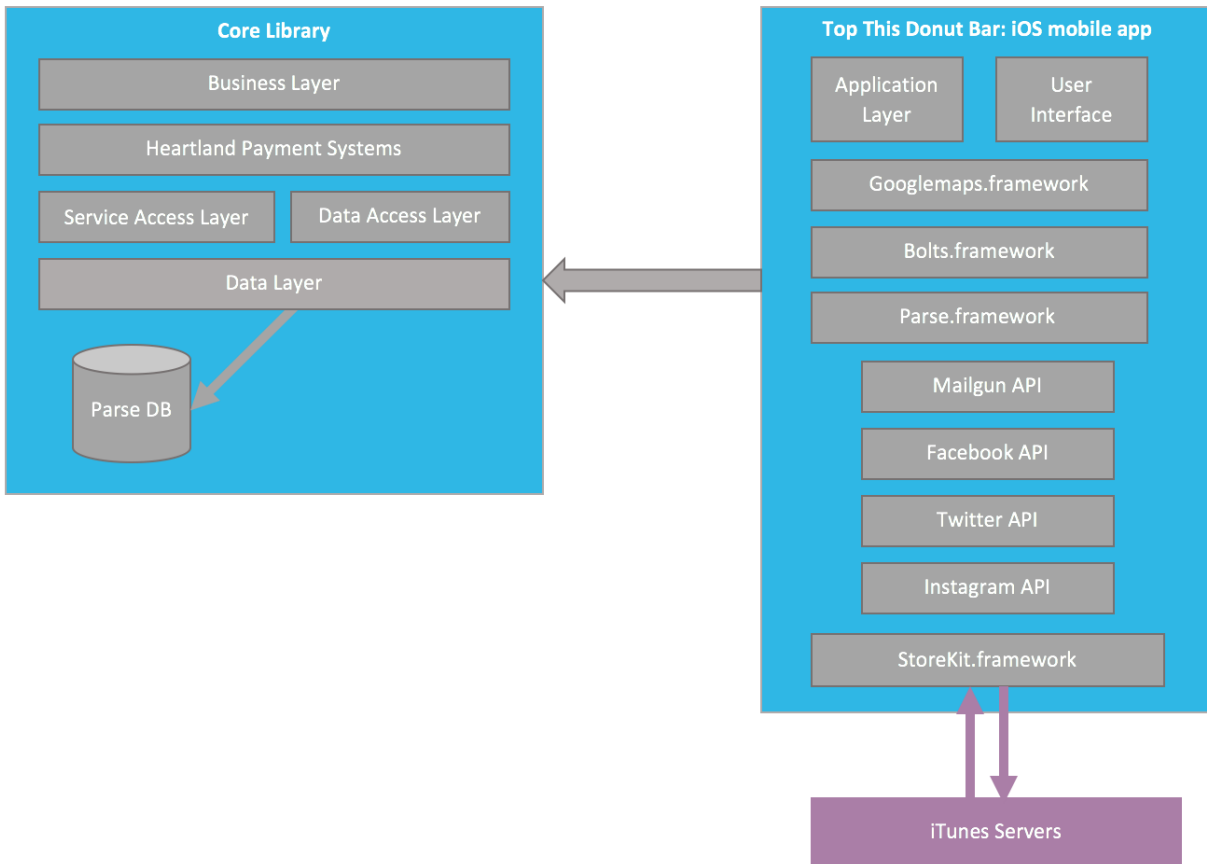 Core Library
Business Layer
Heartland Payment Systems
Service Access Layer
Data Access Layer
Data Layer
Parse DB
Top This Donut Bar: iOS mobile app
Application
Layer
User
Interface
Googlemaps.framework
Bolts.framework
Parse.framework
Mailgun API
Facebook API
Twitter API
Instagram API
StoreKit.framework
iTunes Servers